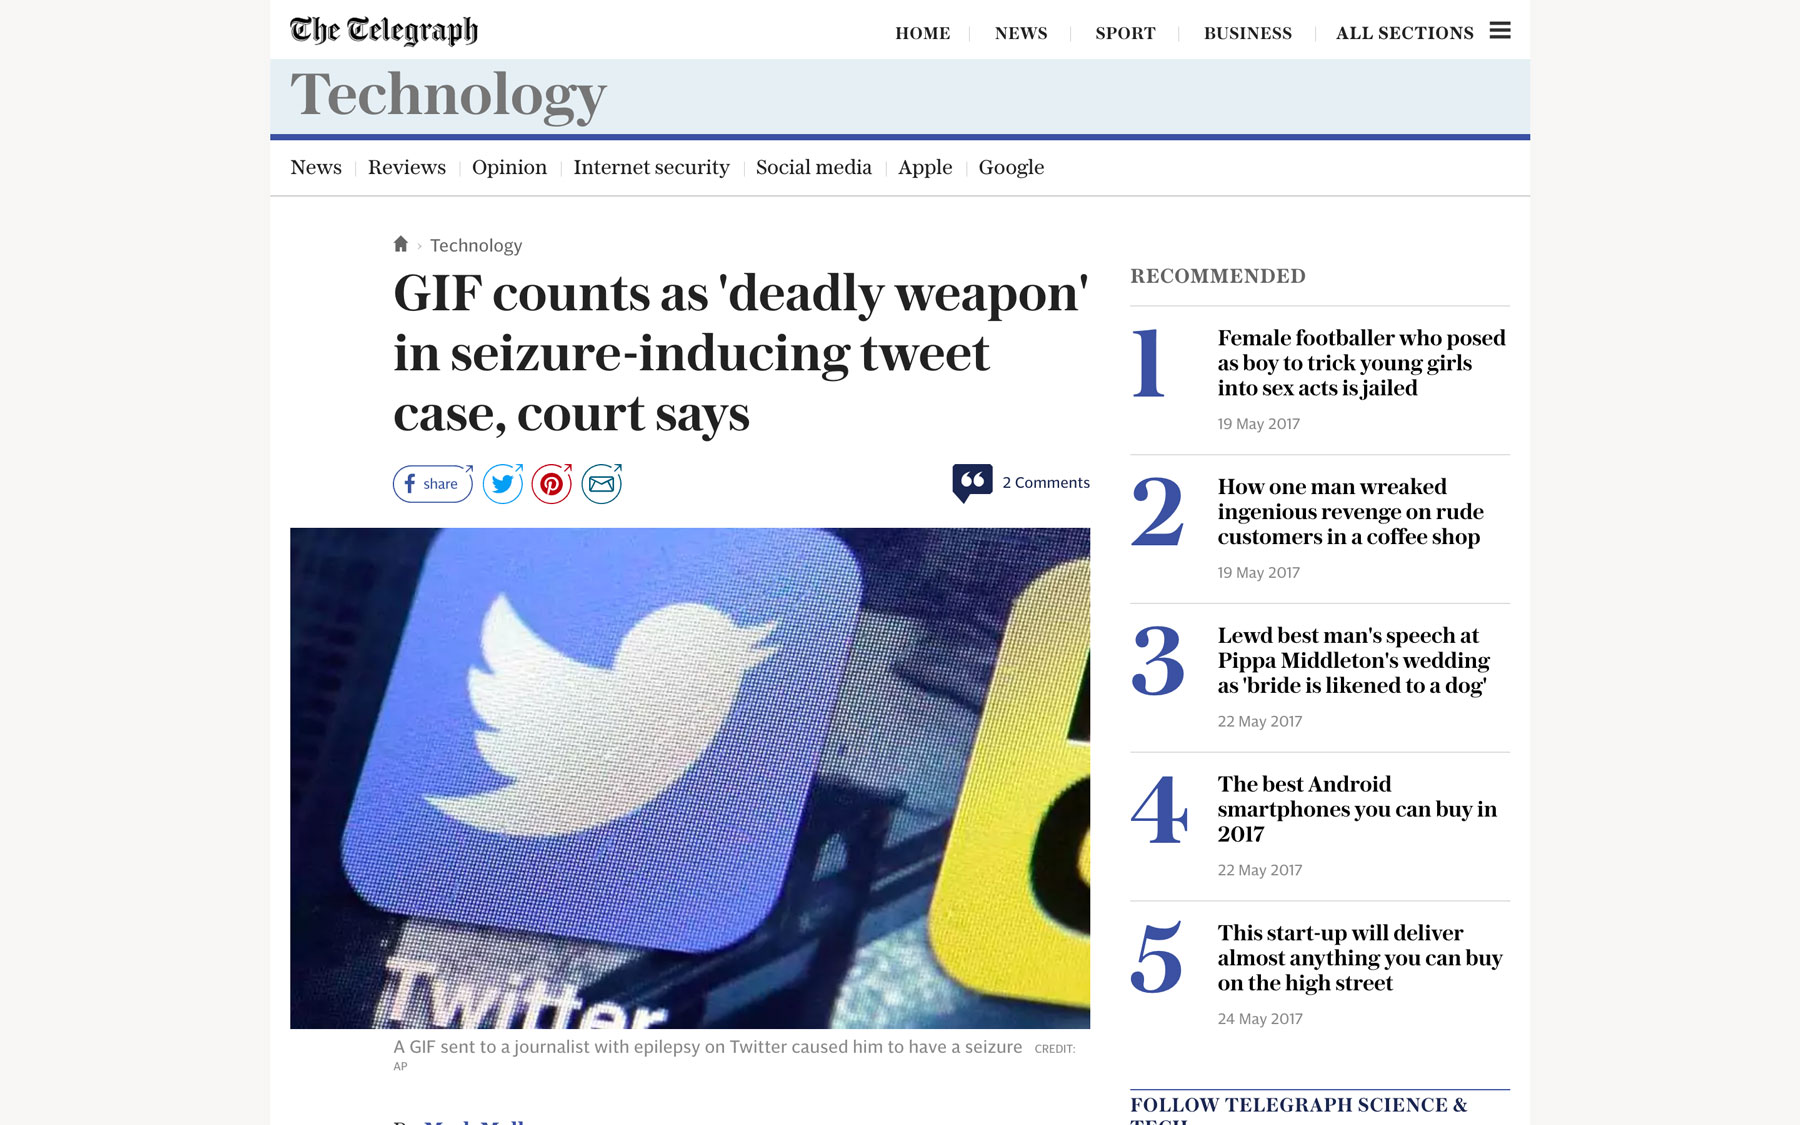 The Telegraph
HOME
NEWS
SPORT
BUSINESS
ALL SECTIONS
Technology
News
Reviews
Opinion
Internet security
Social media
Apple
Google
Technology
GIF counts as 'deadly weapon'
in seizure-inducing tweet
case, court says
share
2 Comments
Twitter
A GIF sent to a journalist with epilepsy on Twitter caused him to have a seizure CREDIT:
AP
RECOMMENDED
1
Female footballer who posed
as boy to trick young girls
into sex acts is jailed
19 May 2017
2
How one man wreaked
ingenious revenge on rude
customers in a coffee shop
19 May 2017
3
Lewd best man's speech at
Pippa Middleton's wedding
as 'bride is likened to a dog'
22 May 2017
4
The best Android
smartphones you can buy in
2017
22 May 2017
5
This start-up will deliver
almost anything you can buy
on the high street
24 May 2017
FOLLOW TELEGRAPH SCIENCE &
TECH